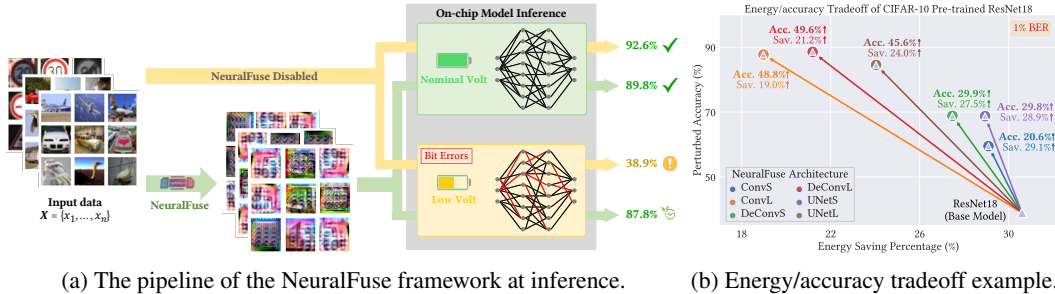 On-chip Model Inference
NeuralFuse Disabled
Nominal Volt
92.6%
89.8%
Bit Errors
Low Volt
38.9%
87.8%
Input data
X = {x1, ..., xn}
NeuralFuse
(a) The pipeline of the NeuralFuse framework at inference.
Energy/accuracy Tradeoff of CIFAR-10 Pre-trained ResNet18
1% BER
Acc. 49.6%↑
Sav. 21.2%↑
Acc. 45.6%↑
Sav. 24.0%↑
Acc. 48.8%↑
Sav. 19.0%↑
Acc. 29.9%↑
Sav. 27.5%↑
Acc. 29.8%↑
Sav. 28.9%↑
Acc. 20.6%↑
Sav. 29.1%↑
Perturbed Accuracy (%)
90
70
50
NeuralFuse Architecture
ConvS
ConvL
DeConvS
DeConvL
UNetS
UNetL
ResNet18
(Base Model)
18
22
26
30
Energy Saving Percentage (%)
(b) Energy/accuracy tradeoff example.